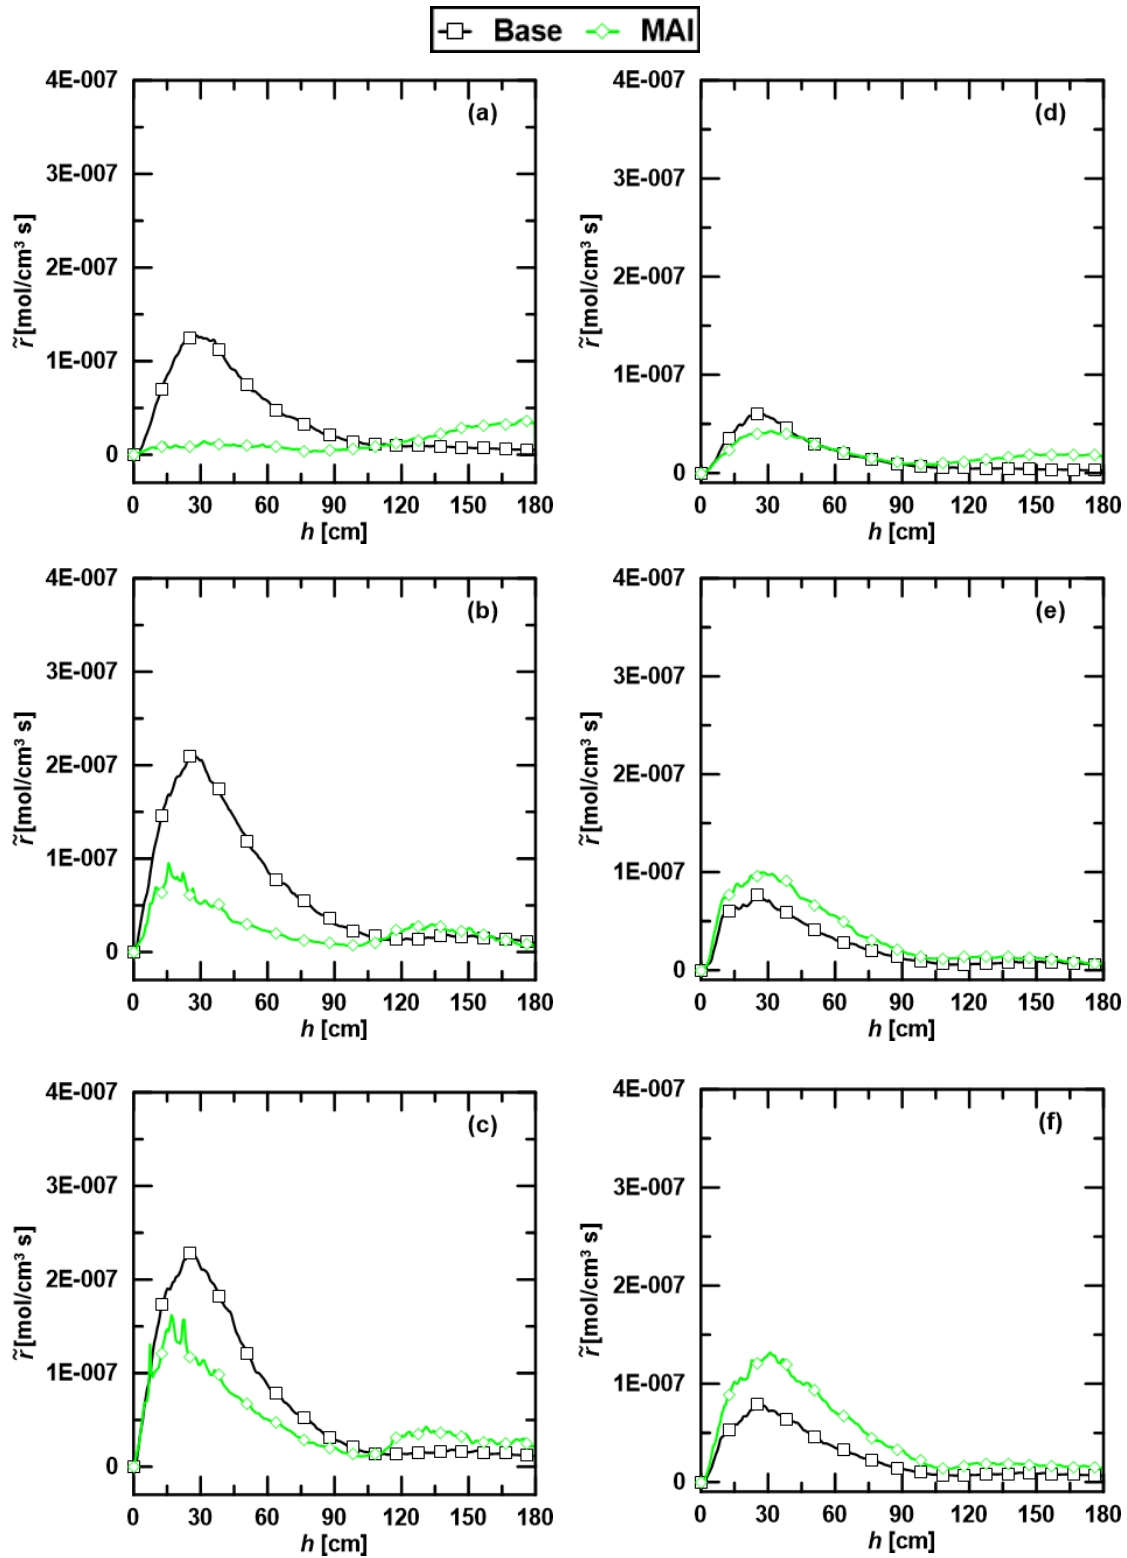 Base MAI
(a)
4E-007
3E-007
2E-007
1E-007
0
r̃ [mol/cm³ s]
0 30 60 90 120 150 180
h [cm]
(d)
4E-007
3E-007
2E-007
1E-007
0
r̃ [mol/cm³ s]
0 30 60 90 120 150 180
h [cm]
(b)
4E-007
3E-007
2E-007
1E-007
0
r̃ [mol/cm³ s]
0 30 60 90 120 150 180
h [cm]
(e)
4E-007
3E-007
2E-007
1E-007
0
r̃ [mol/cm³ s]
0 30 60 90 120 150 180
h [cm]
(c)
4E-007
3E-007
2E-007
1E-007
0
r̃ [mol/cm³ s]
0 30 60 90 120 150 180
h [cm]
(f)
4E-007
3E-007
2E-007
1E-007
0
r̃ [mol/cm³ s]
0 30 60 90 120 150 180
h [cm]